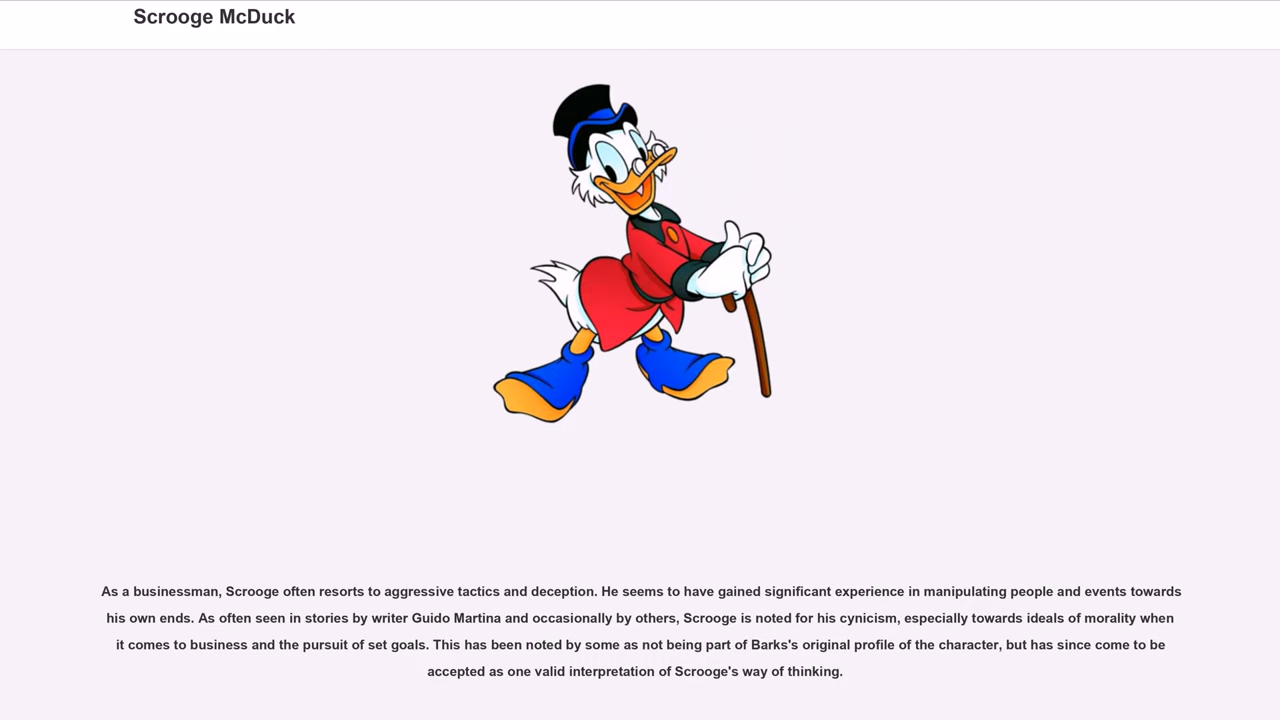 Scrooge McDuck
As a businessman, Scrooge often resorts to aggressive tactics and deception. He seems to have gained significant experience in manipulating people and events towards
his own ends. As often seen in stories by writer Guido Martina and occasionally by others, Scrooge is noted for his cynicism, especially towards ideals of morality when
it comes to business and the pursuit of set goals. This has been noted by some as not being part of Barks's original profile of the character, but has since come to be
accepted as one valid interpretation of Scrooge's way of thinking.